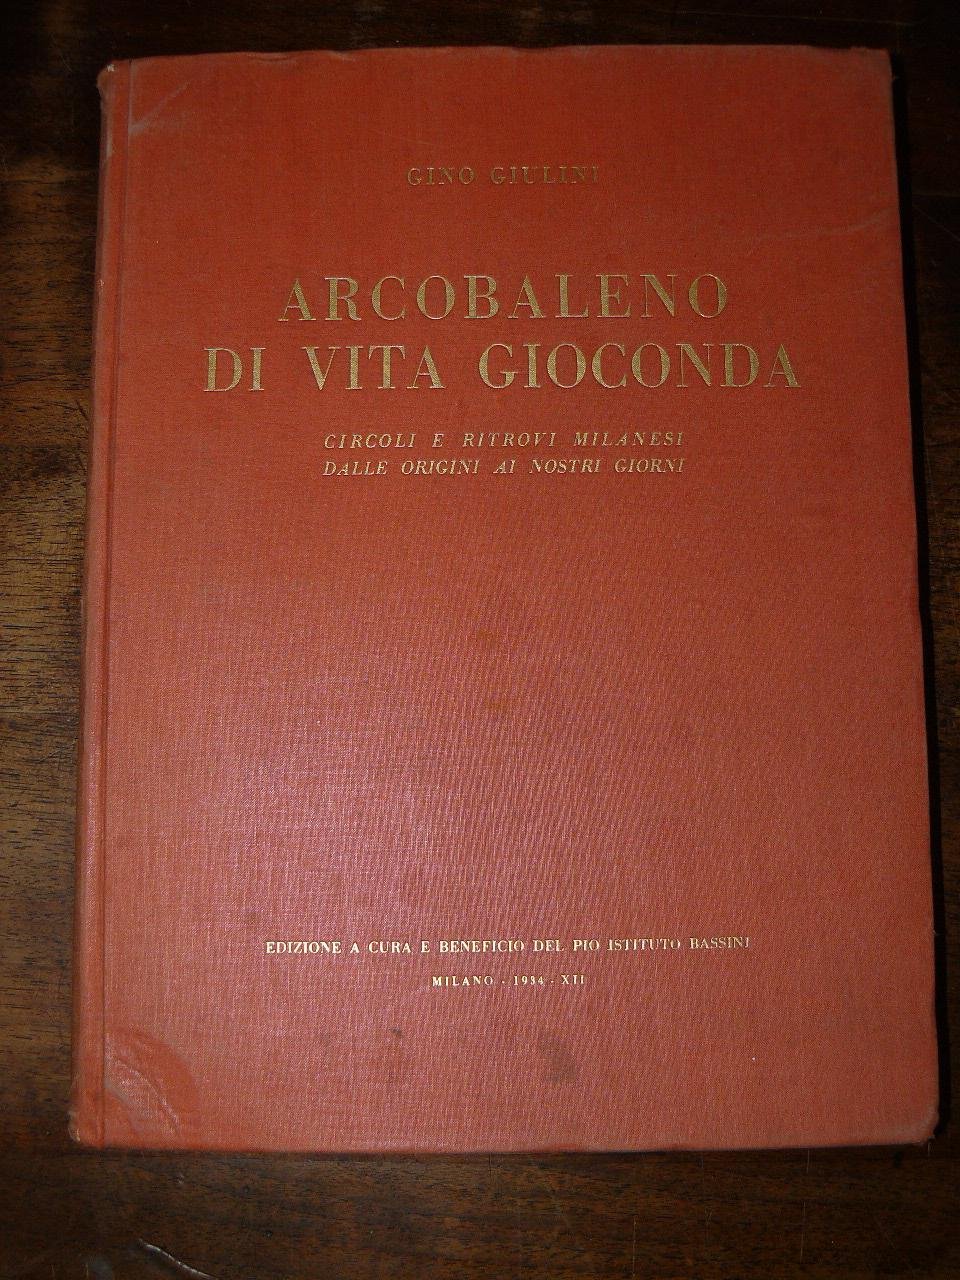 GINO GIULINI
ARCOBALENO
DI VITA GIOCONDA
CIRCOLI E RITROVI MILANESI
DALLE ORIGINI AI NOSTRI GIORNI
EDIZIONE A CURA E BENEFICIO DEL PIO ISTITUTO BASSINI
MILANO - 1934 - XII